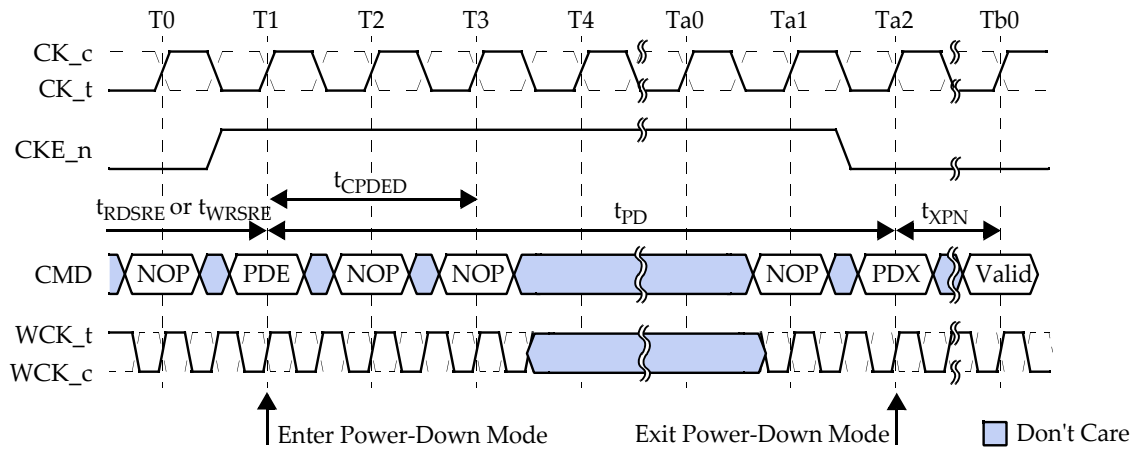 T0 T1 T2 T3 T4 Ta0 Ta1 Ta2 Tb0
CK_c
CK_t
CKE_n
tCPDED
tRDSRE or tWRSRE tPD tXPN
CMD NOP PDE NOP NOP NOP PDX Valid
WCK_t
WCK_c
Enter Power-Down Mode Exit Power-Down Mode Don't Care